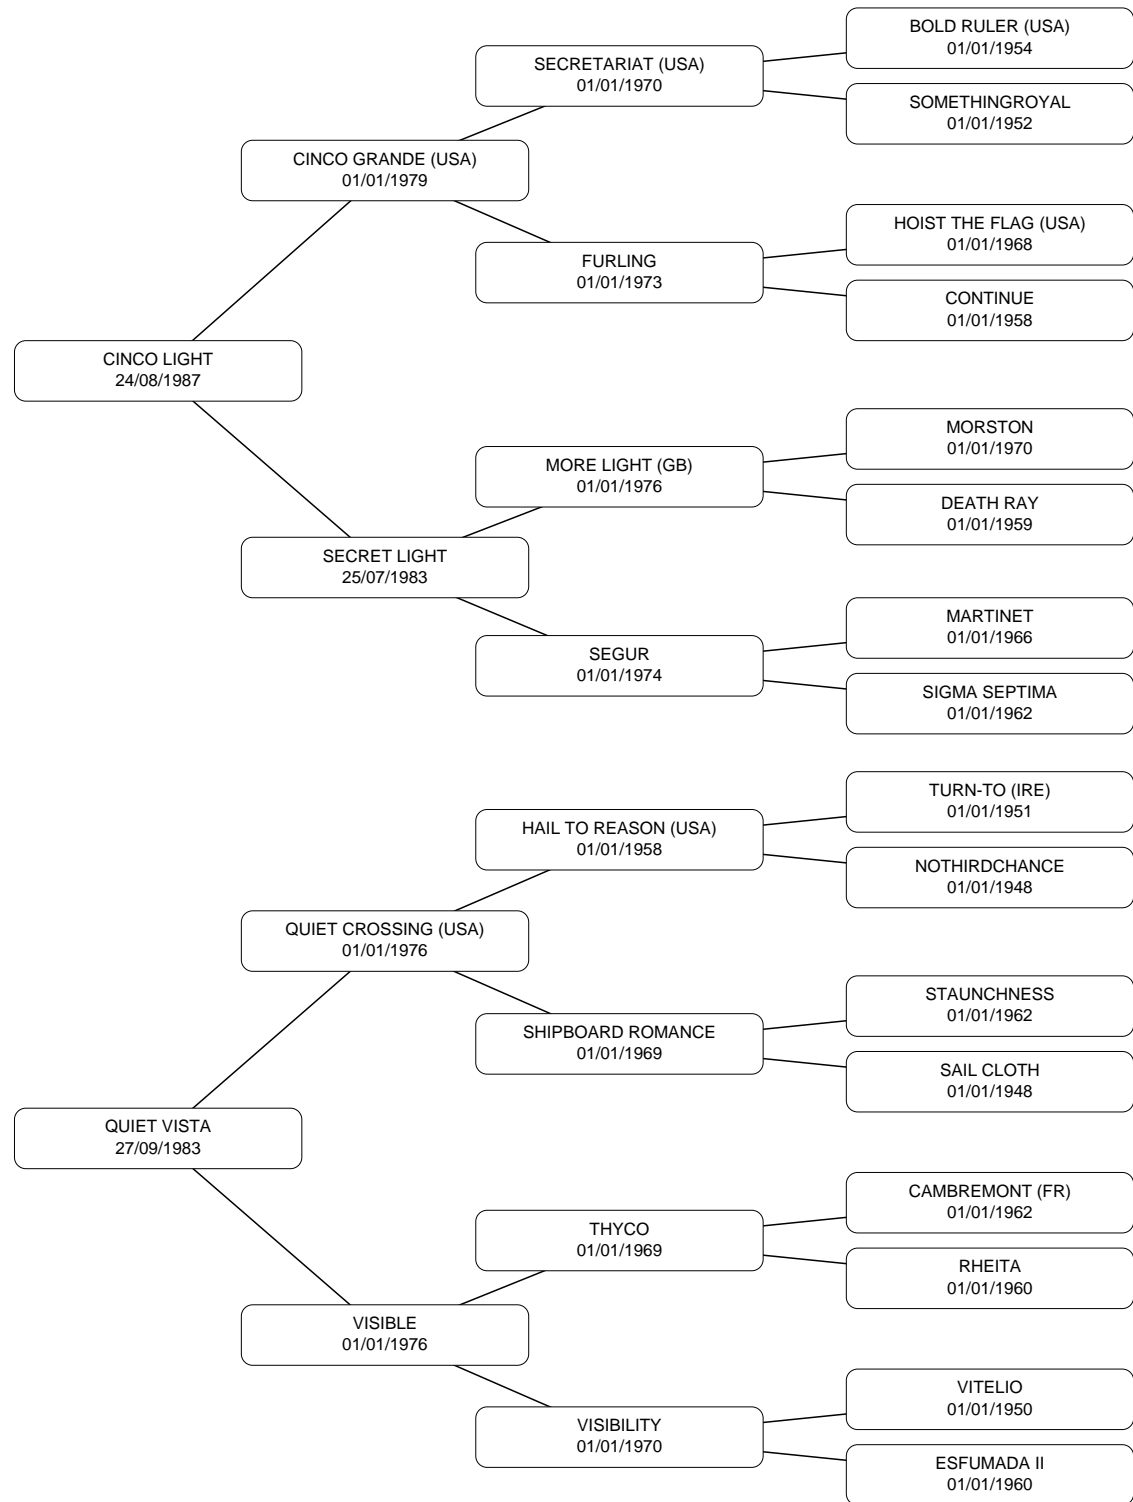 BOLD RULER (USA)
01/01/1954
SECRETARIAT (USA)
01/01/1970
SOMETHINGROYAL
01/01/1952
CINCO GRANDE (USA)
01/01/1979
HOIST THE FLAG (USA)
01/01/1968
FURLING
01/01/1973
CONTINUE
01/01/1958
CINCO LIGHT
24/08/1987
MORSTON
01/01/1970
MORE LIGHT (GB)
01/01/1976
DEATH RAY
01/01/1959
SECRET LIGHT
25/07/1983
MARTINET
01/01/1966
SEGUR
01/01/1974
SIGMA SEPTIMA
01/01/1962
TURN-TO (IRE)
01/01/1951
HAIL TO REASON (USA)
01/01/1958
NOTHIRDCHANCE
01/01/1948
QUIET CROSSING (USA)
01/01/1976
STAUNCHNESS
01/01/1962
SHIPBOARD ROMANCE
01/01/1969
SAIL CLOTH
01/01/1948
QUIET VISTA
27/09/1983
CAMBREMONT (FR)
01/01/1962
THYCO
01/01/1969
RHEITA
01/01/1960
VISIBLE
01/01/1976
VITELIO
01/01/1950
VISIBILITY
01/01/1970
ESFUMADA II
01/01/1960